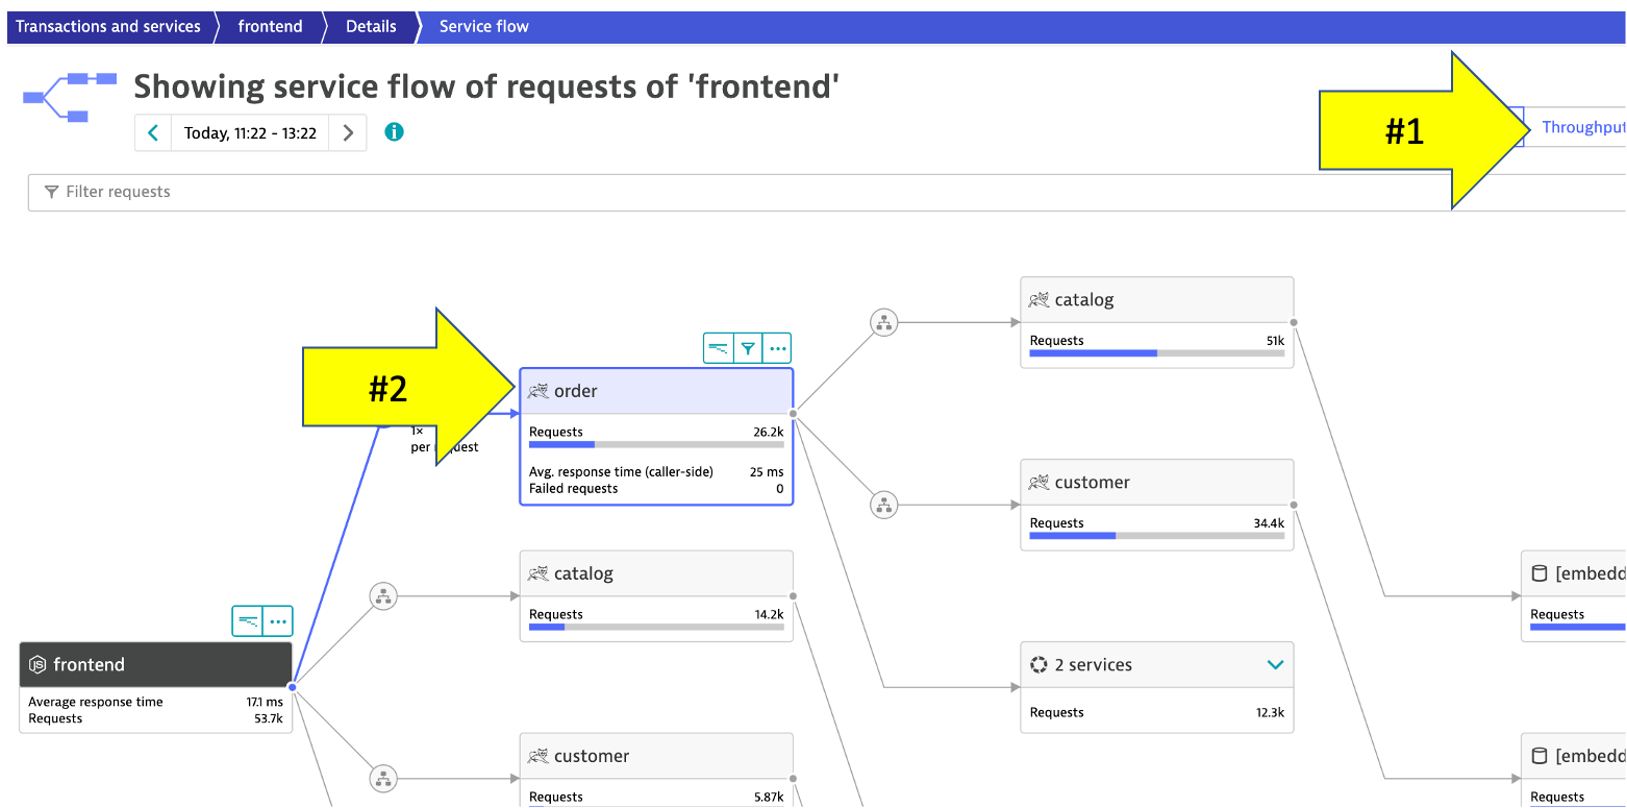 Transactions and services frontend Details Service flow
Showing service flow of requests of 'frontend'
Today, 11:22 - 13:22
#1
Throughput
Filter requests
catalog
Requests 51k
#2
order
1×
per request
Requests 26.2k
Avg. response time (caller-side) 25 ms
Failed requests 0
customer
Requests 34.4k
catalog
Requests 14.2k
[embedd
Requests
frontend
Average response time 17.1 ms
Requests 53.7k
2 services
Requests 12.3k
customer
Requests 5.87k
[embedd
Requests